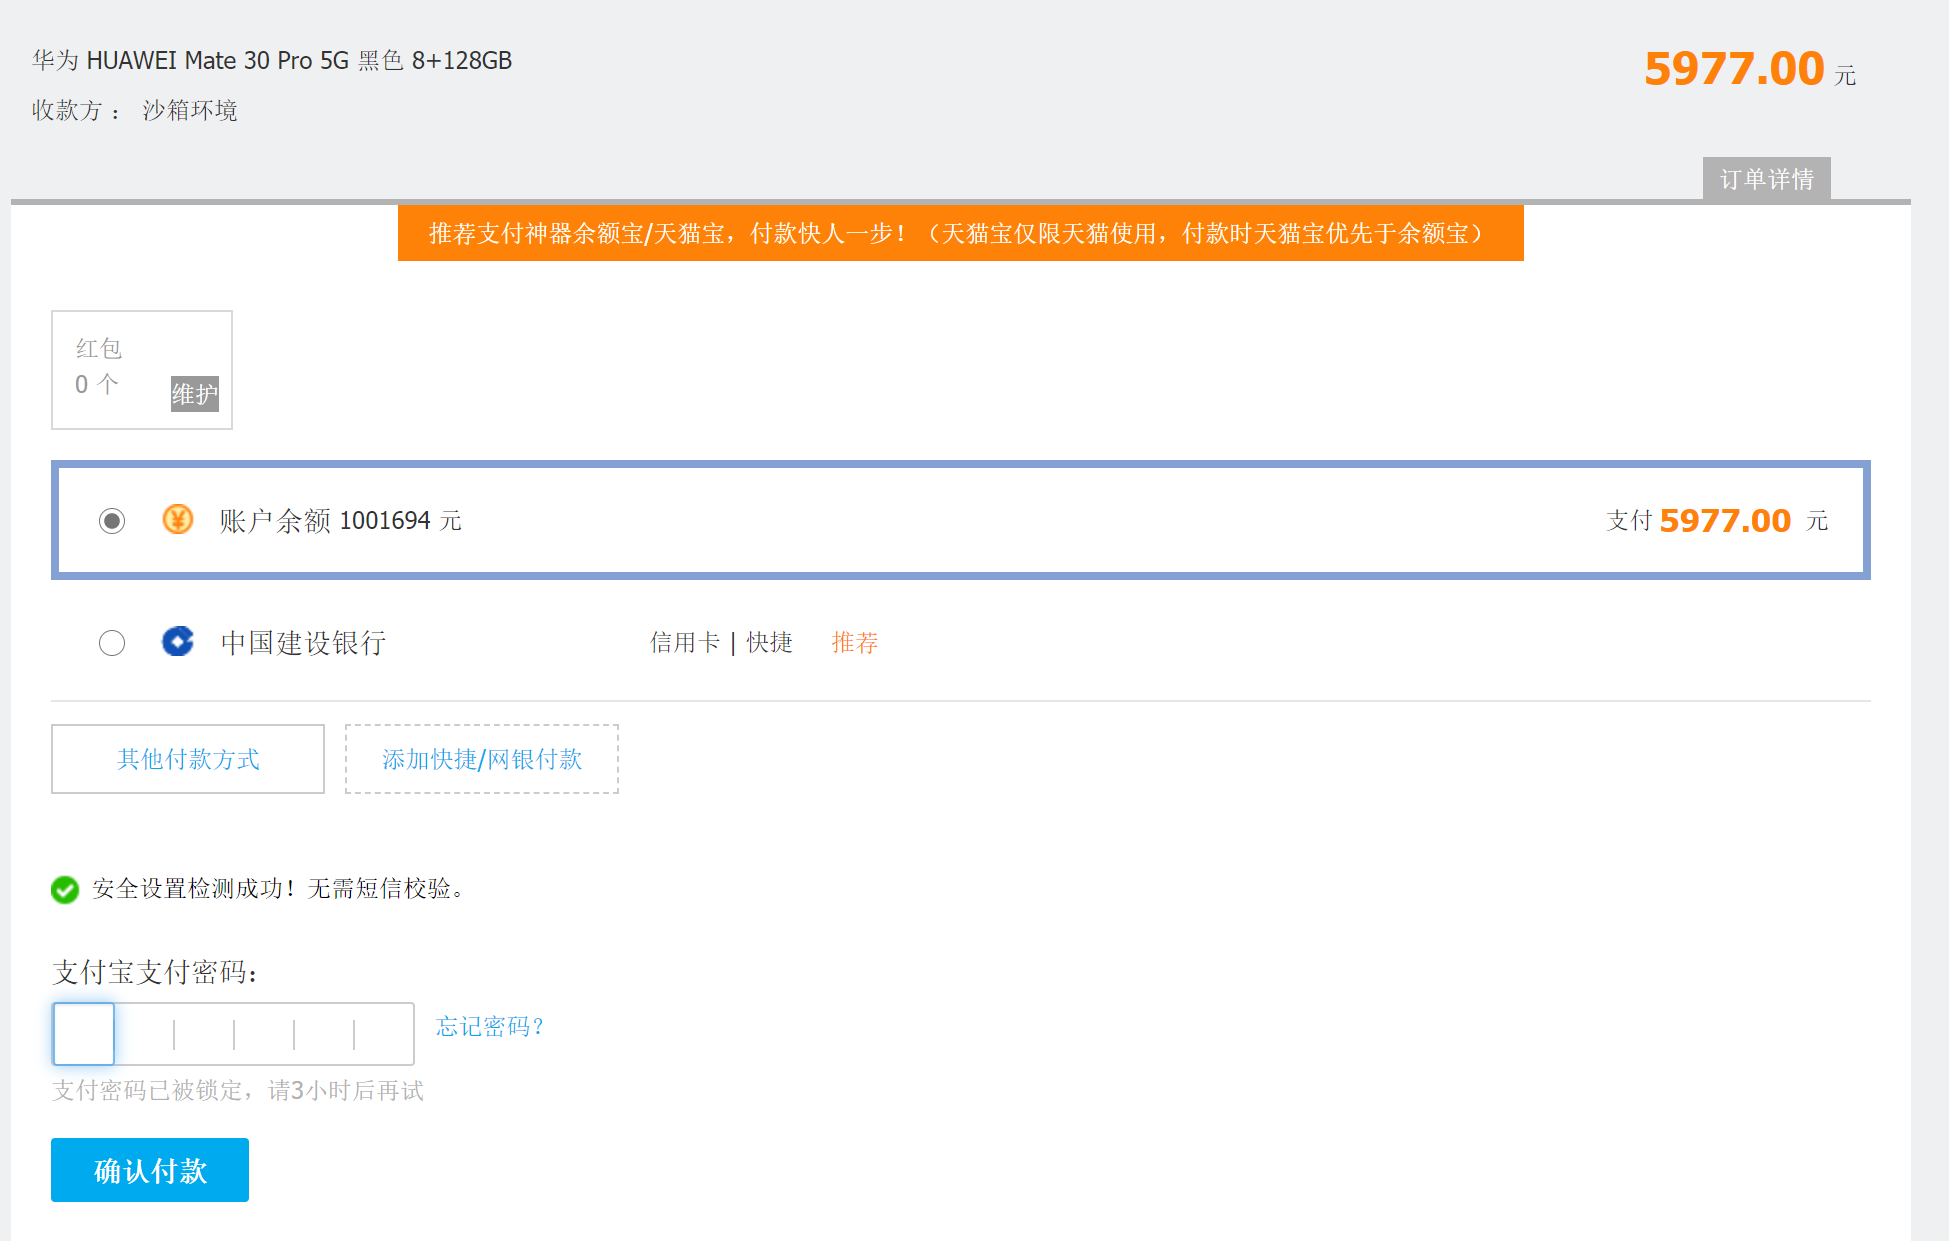 华为 HUAWEI Mate 30 Pro 5G 黑色 8+128GB
5977.00 元
收款方： 沙箱环境
订单详情
推荐支付神器余额宝/天猫宝，付款快人一步！（天猫宝仅限天猫使用，付款时天猫宝优先于余额宝）
红包
0 个
维护
账户余额 1001694 元 支付 5977.00 元
中国建设银行 信用卡 | 快捷 推荐
其他付款方式 添加快捷/网银付款
安全设置检测成功！无需短信校验。
支付宝支付密码：
忘记密码？
支付密码已被锁定，请3小时后再试
确认付款